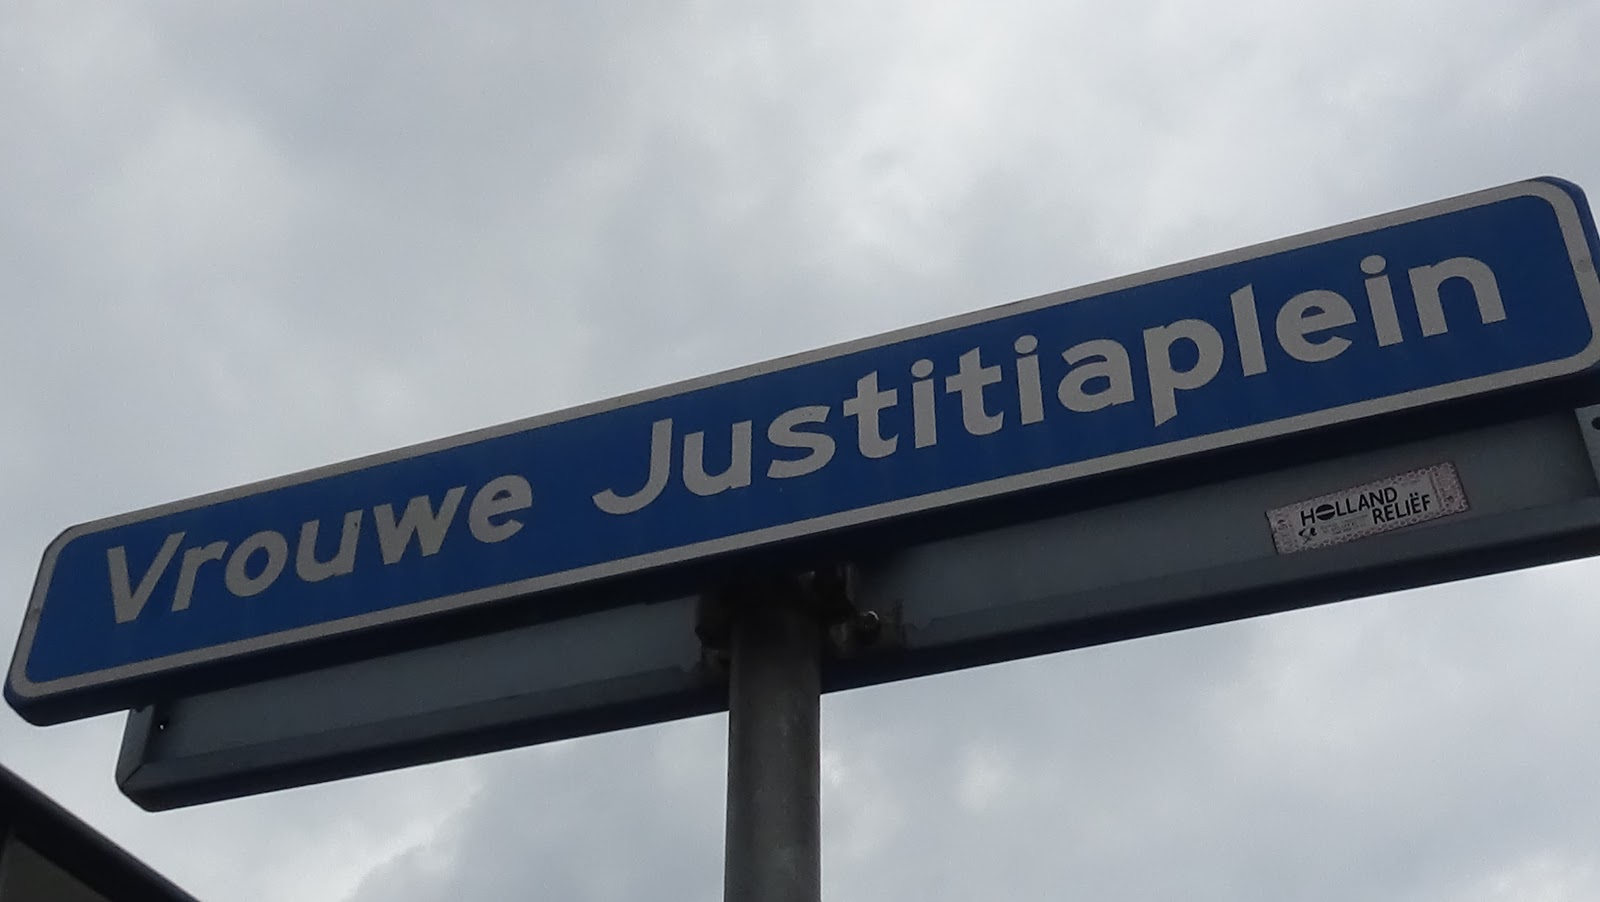 Vrouwe Justitiaplein
HOLLAND
RELIËF